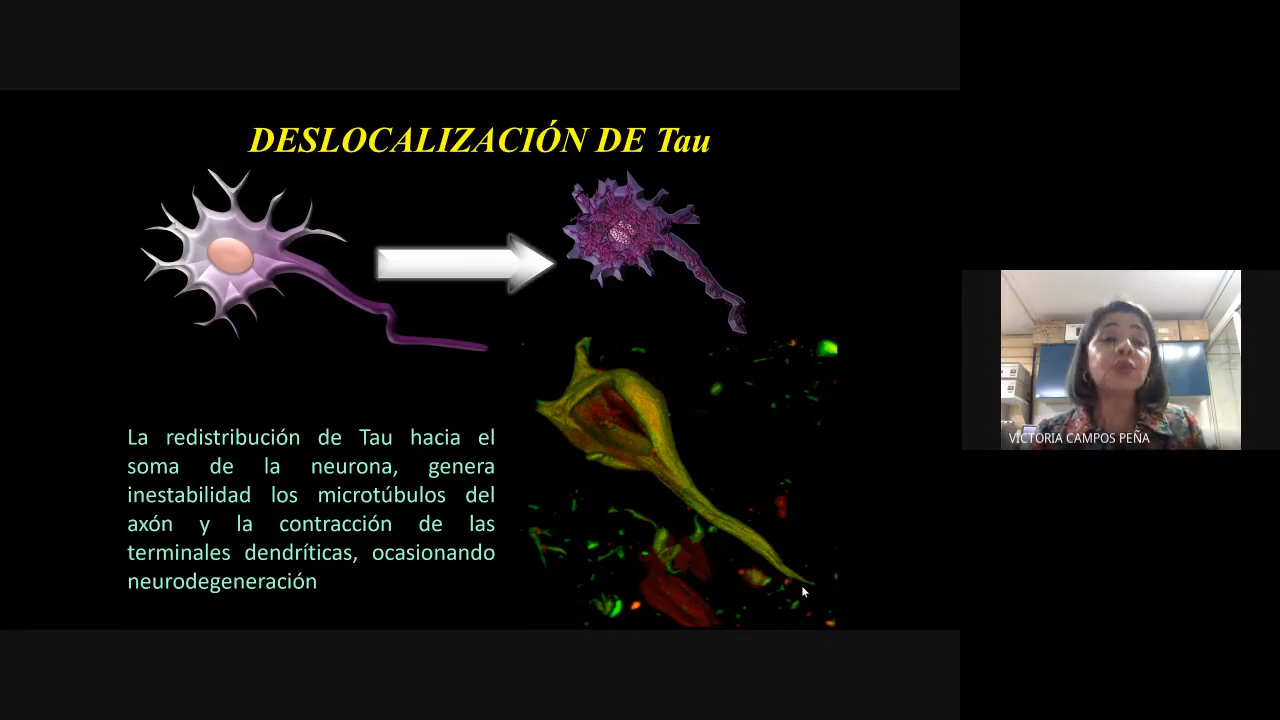 DESLOCALIZACIÓN DE Tau
La redistribución de Tau hacia el
soma de la neurona, genera
inestabilidad los microtúbulos del
axón y la contracción de las
terminales dendríticas, ocasionando
neurodegeneración
VICTORIA CAMPOS PEÑA